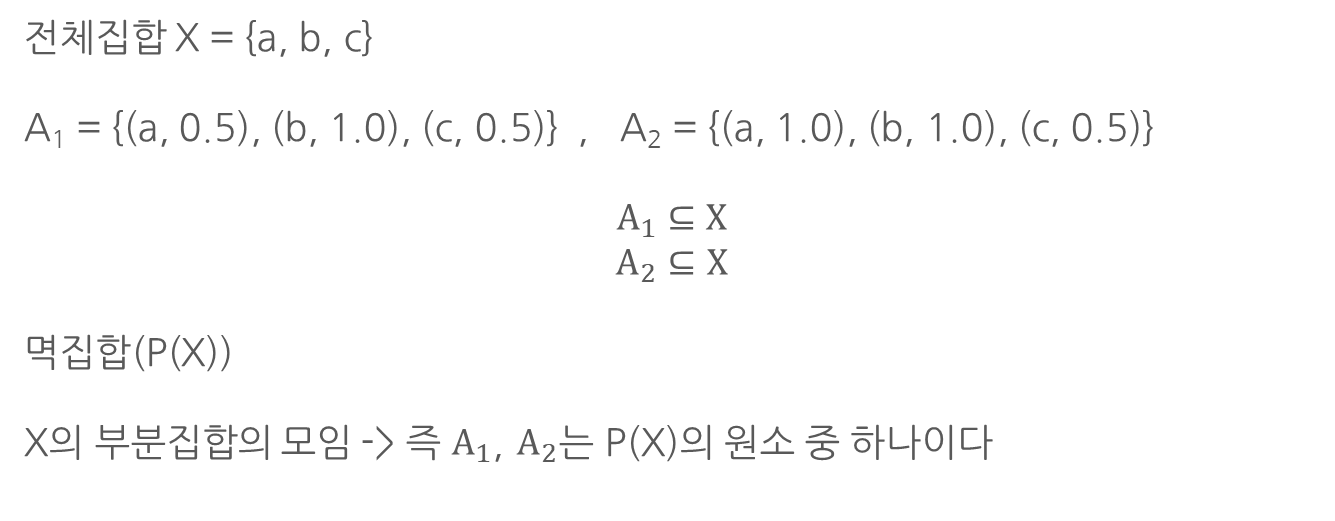 전체집합 X = {a, b, c}
A₁ = {(a, 0.5), (b, 1.0), (c, 0.5)} , A₂ = {(a, 1.0), (b, 1.0), (c, 0.5)}
A₁ ⊆ X
A₂ ⊆ X
멱집합(P(X))
X의 부분집합의 모임 -> 즉 A₁, A₂는 P(X)의 원소 중 하나이다